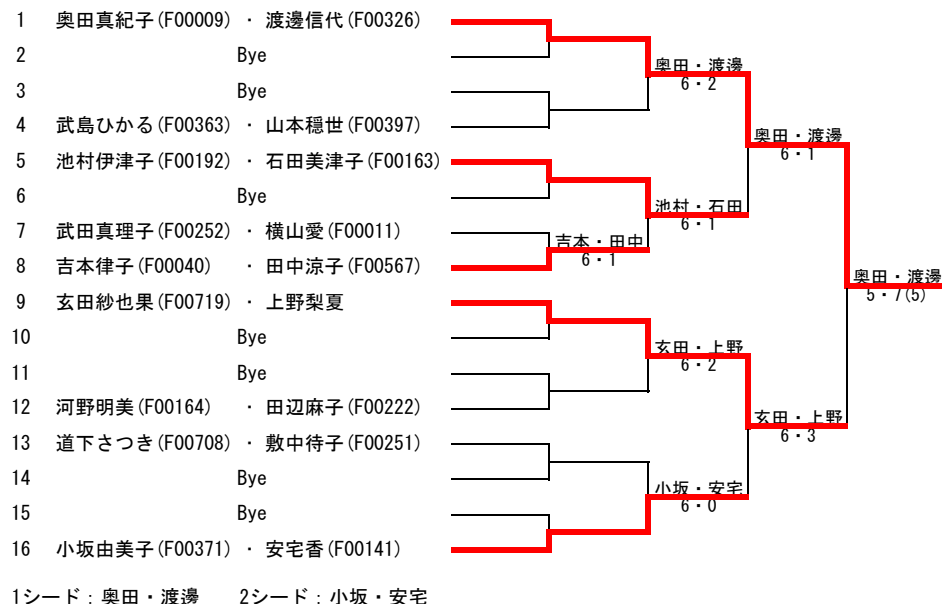 1 奥田真紀子(F00009) ・ 渡邊信代(F00326)
2 Bye
奥田・渡邊
6・2
3 Bye
4 武島ひかる(F00363) ・ 山本穏世(F00397)
奥田・渡邊
6・1
5 池村伊津子(F00192) ・ 石田美津子(F00163)
6 Bye
池村・石田
6・1
7 武田真理子(F00252) ・ 横山愛(F00011)
吉本・田中
6・1
8 吉本律子(F00040) ・ 田中涼子(F00567)
奥田・渡邊
5・7(5)
9 玄田紗也果(F00719) ・ 上野梨夏
10 Bye
玄田・上野
6・2
11 Bye
12 河野明美(F00164) ・ 田辺麻子(F00222)
玄田・上野
6・3
13 道下さつき(F00708) ・ 敷中待子(F00251)
14 Bye
小坂・安宅
6・0
15 Bye
16 小坂由美子(F00371) ・ 安宅香(F00141)
1シード：奥田・渡邊 2シード：小坂・安宅